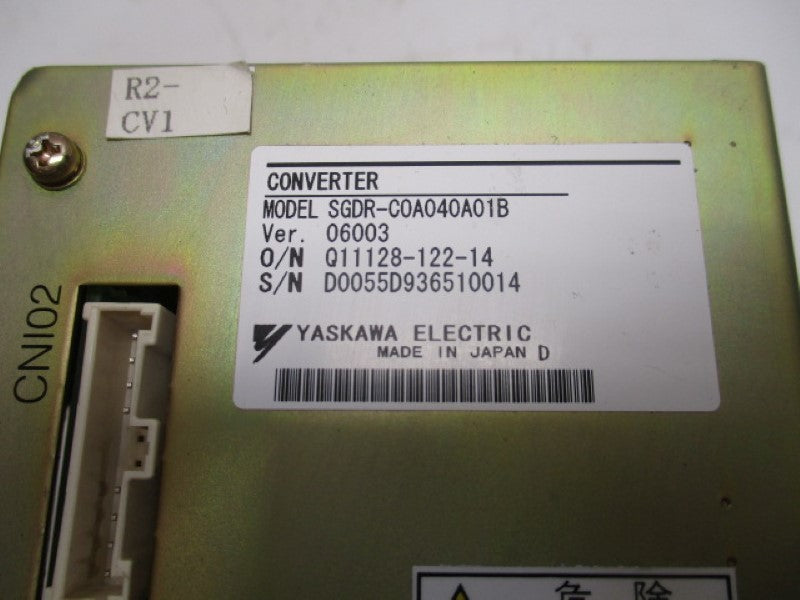 R2-
CV1
CONVERTER
MODEL SGDR-COA040A01B
Ver. 06003
O/N Q11128-122-14
S/N D0055D936510014
YASKAWA ELECTRIC
MADE IN JAPAN D
CNI02
危険